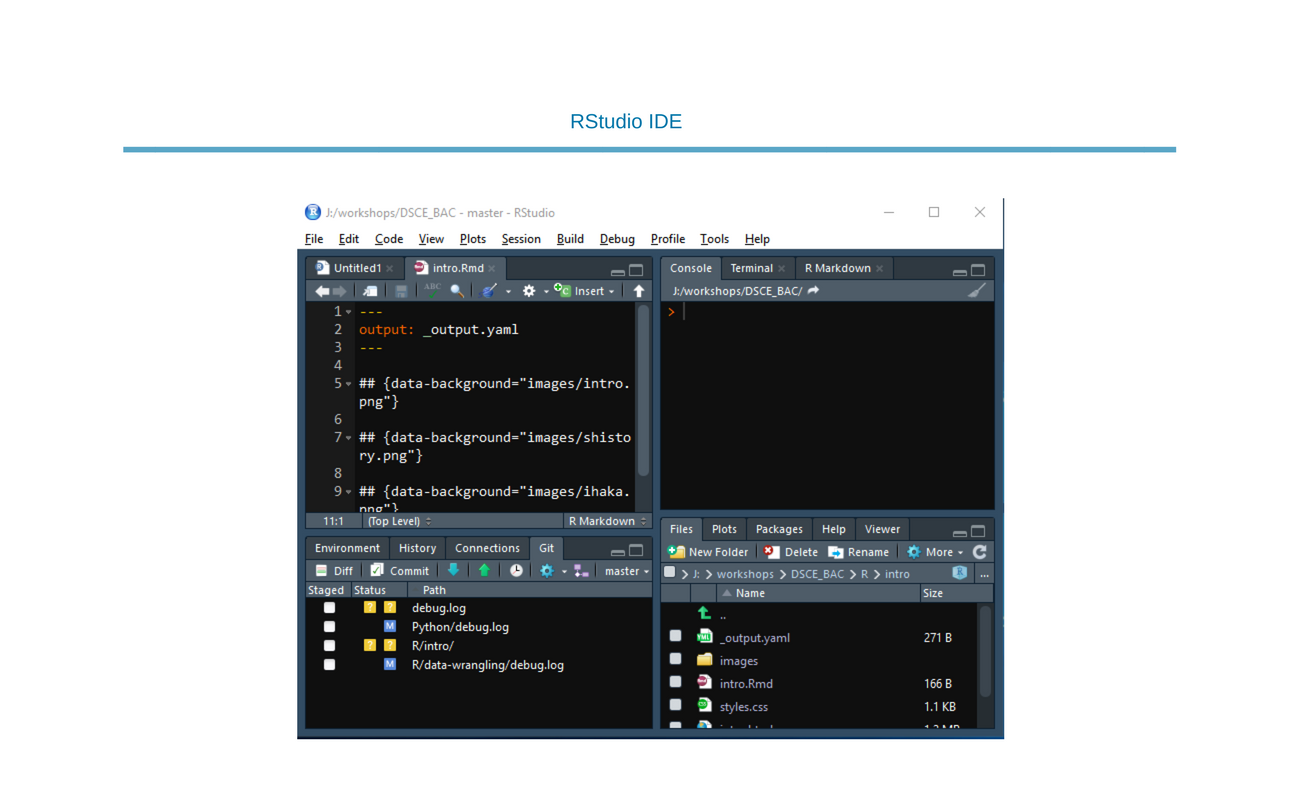 RStudio IDE
J:/workshops/DSCE_BAC - master - RStudio
File Edit Code View Plots Session Build Debug Profile Tools Help
Untitled1 intro.Rmd
ABC Insert
1 ---
2 output: _output.yaml
3 ---
4
5 ## {data-background="images/intro.
png"}
6
7 ## {data-background="images/shisto
ry.png"}
8
9 ## {data-background="images/ihaka.
png"}
11:1 (Top Level) R Markdown
Console Terminal R Markdown
J:/workshops/DSCE_BAC/
>
Environment History Connections Git
Diff Commit master
Staged Status Path
? ? debug.log
M Python/debug.log
? ? R/intro/
M R/data-wrangling/debug.log
Files Plots Packages Help Viewer
New Folder Delete Rename More
J: workshops DSCE_BAC R intro ...
Name Size
..
_output.yaml 271 B
images
intro.Rmd 166 B
styles.css 1.1 KB